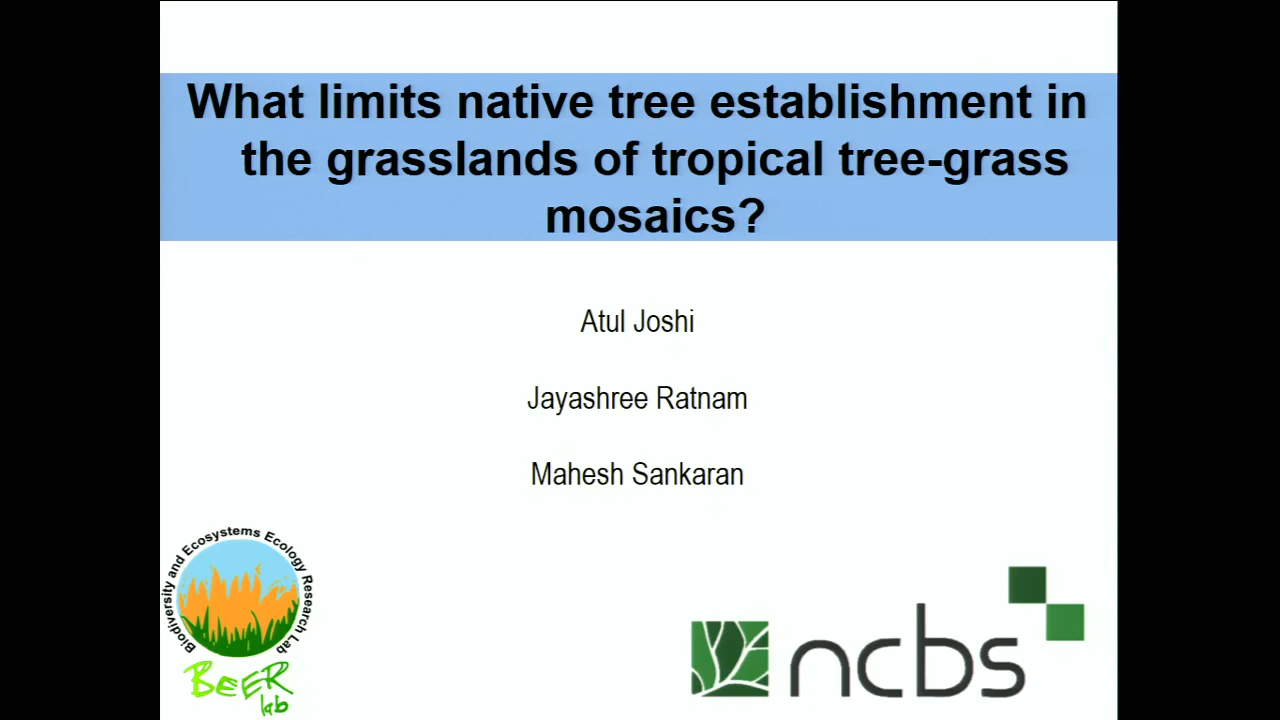 What limits native tree establishment in
the grasslands of tropical tree-grass
mosaics?
Atul Joshi
Jayashree Ratnam
Mahesh Sankaran
Biodiversity and Ecosystems Ecology Research Lab
BEER
lab
ncbs